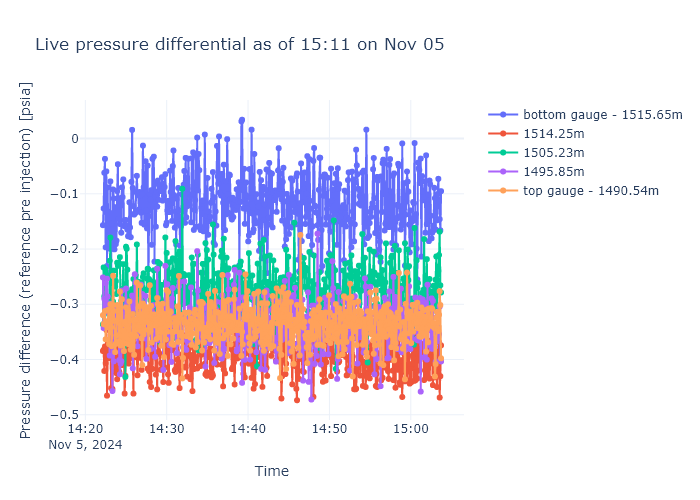 Live pressure differential as of 15:11 on Nov 05
Pressure difference (reference pre injection) [psia]
0
−0.1
−0.2
−0.3
−0.4
−0.5
14:20
Nov 5, 2024
14:30
14:40
14:50
15:00
Time
bottom gauge - 1515.65m
1514.25m
1505.23m
1495.85m
top gauge - 1490.54m